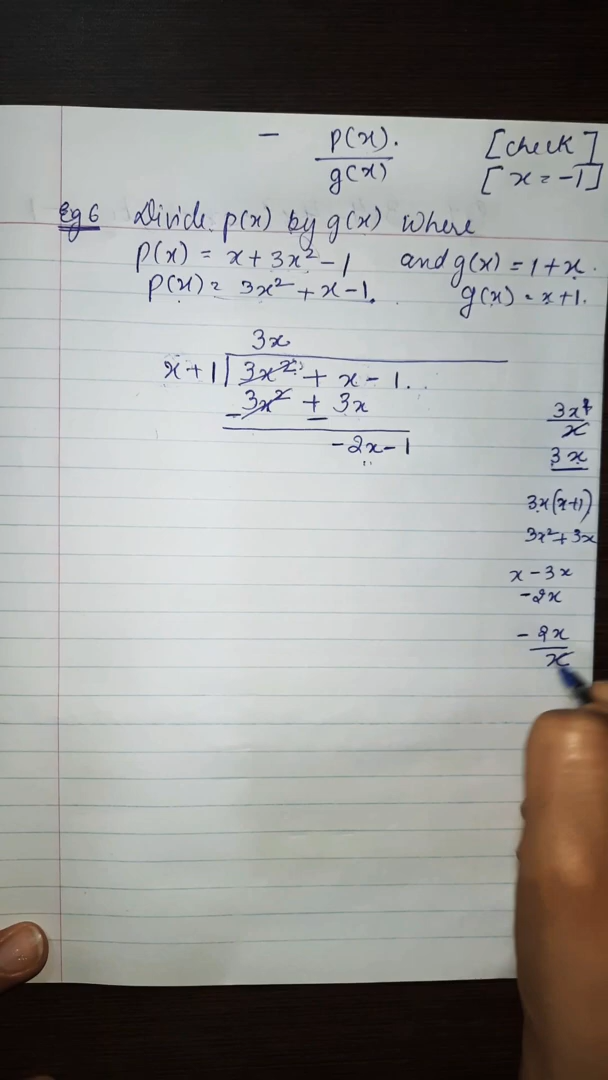 — p(x). [check]
g(x) [x = -1]
Eg 6 Divide p(x) by g(x) where
p(x) = x + 3x² - 1 and g(x) = 1 + x.
p(x) = 3x² + x - 1. g(x) = x + 1.
3x
x + 1 | 3x² + x - 1
3x² + 3x
- -
-2x - 1
3x²
x
3x
3x(x+1)
3x² + 3x
x - 3x
-2x
-2x
x